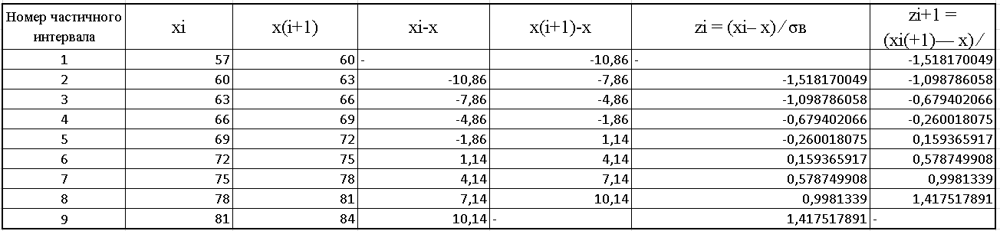 Номер частичного интервала xi x(i+1) xi-x x(i+1)-x zi = (xi– x) ∕ σв zi+1 = (xi(+1)— x) ∕
1 57 60 - -10,86 - -1,518170049
2 60 63 -10,86 -7,86 -1,518170049 -1,098786058
3 63 66 -7,86 -4,86 -1,098786058 -0,679402066
4 66 69 -4,86 -1,86 -0,679402066 -0,260018075
5 69 72 -1,86 1,14 -0,260018075 0,159365917
6 72 75 1,14 4,14 0,159365917 0,578749908
7 75 78 4,14 7,14 0,578749908 0,9981339
8 78 81 7,14 10,14 0,9981339 1,417517891
9 81 84 10,14 - 1,417517891 -